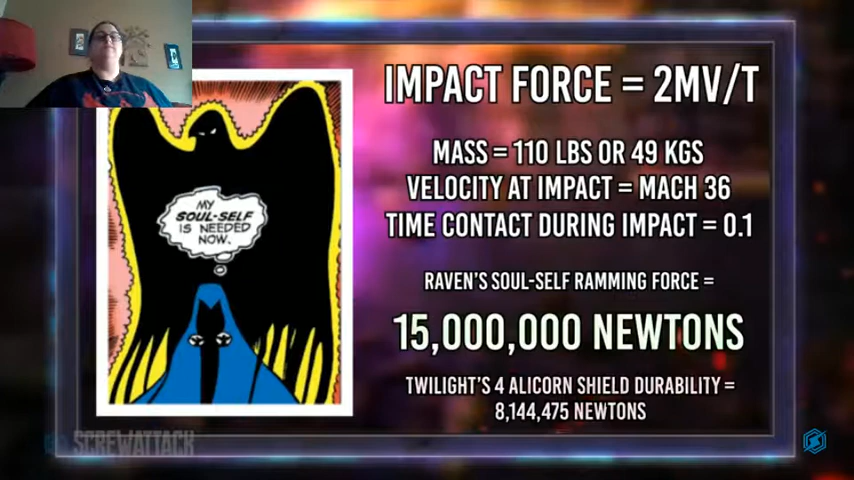 IMPACT FORCE = 2MV/T
MASS = 110 LBS OR 49 KGS
VELOCITY AT IMPACT = MACH 36
TIME CONTACT DURING IMPACT = 0.1
MY
SOUL-SELF
IS NEEDED
NOW.
RAVEN'S SOUL-SELF RAMMING FORCE =
15,000,000 NEWTONS
TWILIGHT'S 4 ALICORN SHIELD DURABILITY =
8,144,475 NEWTONS
SCREWATTACK